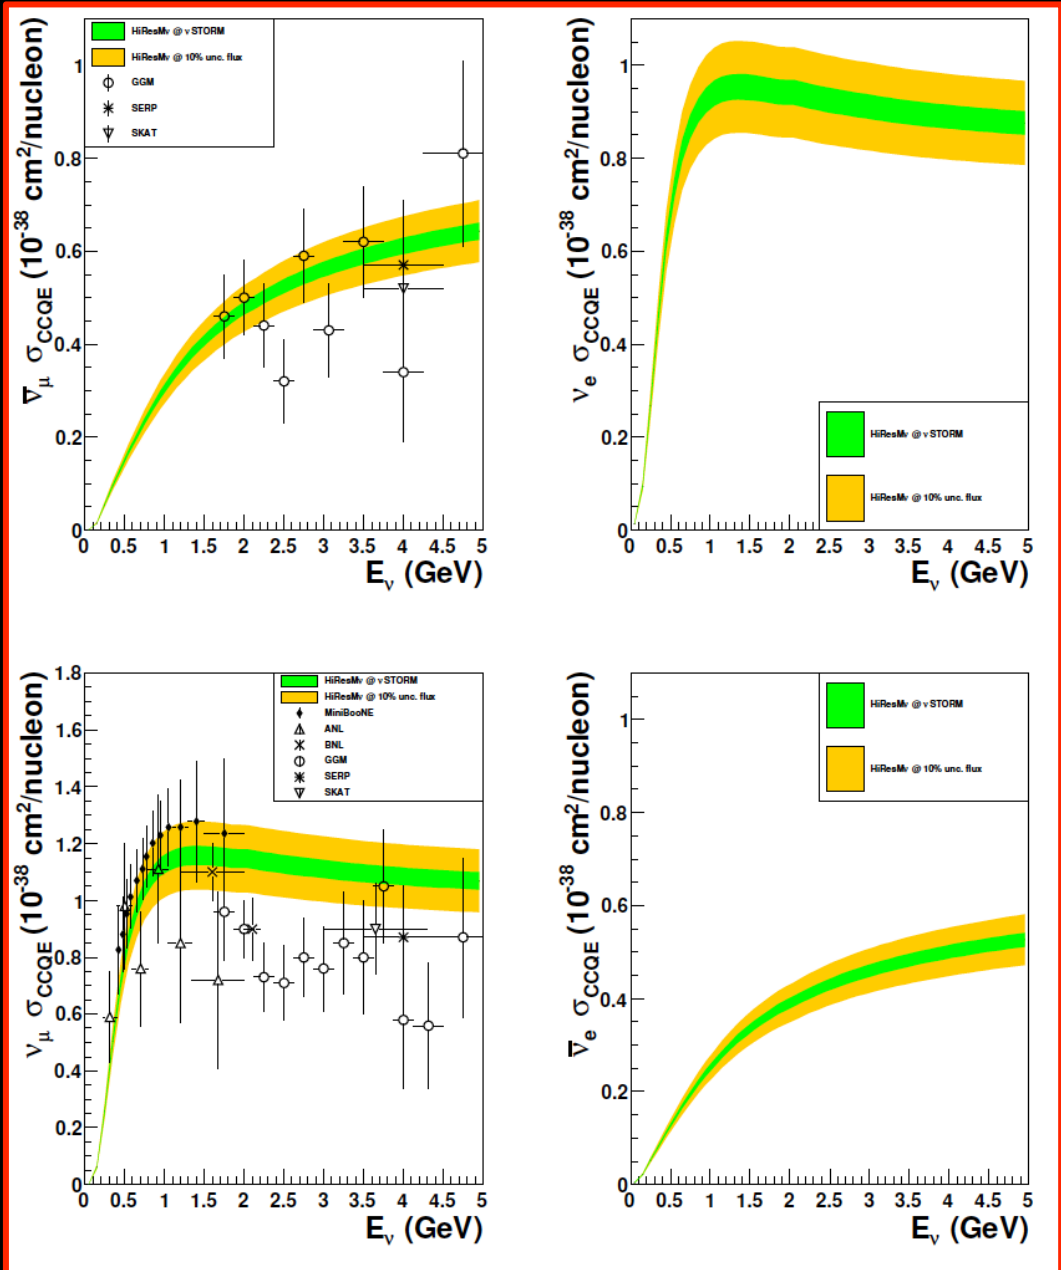 HiResMν @ νSTORM
HiResMν @ 10% unc. flux
GGM
SERP
SKAT
ν̅μ σCCQE (10-38 cm2/nucleon)
1
0.8
0.6
0.4
0.2
0
0 0.5 1 1.5 2 2.5 3 3.5 4 4.5 5
Eν (GeV)
νe σCCQE (10-38 cm2/nucleon)
1
0.8
0.6
0.4
0.2
0
HiResMν @ νSTORM
HiResMν @ 10% unc. flux
0 0.5 1 1.5 2 2.5 3 3.5 4 4.5 5
Eν (GeV)
νμ σCCQE (10-38 cm2/nucleon)
1.8
1.6
1.4
1.2
1
0.8
0.6
0.4
0.2
0
HiResMν @ νSTORM
HiResMν @ 10% unc. flux
MiniBooNE
ANL
BNL
GGM
SERP
SKAT
0 0.5 1 1.5 2 2.5 3 3.5 4 4.5 5
Eν (GeV)
ν̅e σCCQE (10-38 cm2/nucleon)
1
0.8
0.6
0.4
0.2
0
HiResMν @ νSTORM
HiResMν @ 10% unc. flux
0 0.5 1 1.5 2 2.5 3 3.5 4 4.5 5
Eν (GeV)